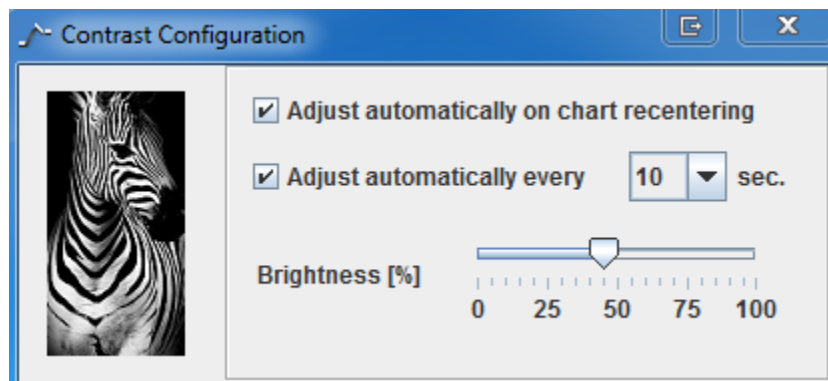 Contrast Configuration
Adjust automatically on chart recentering
Adjust automatically every 10 sec.
Brightness [%]
0 25 50 75 100